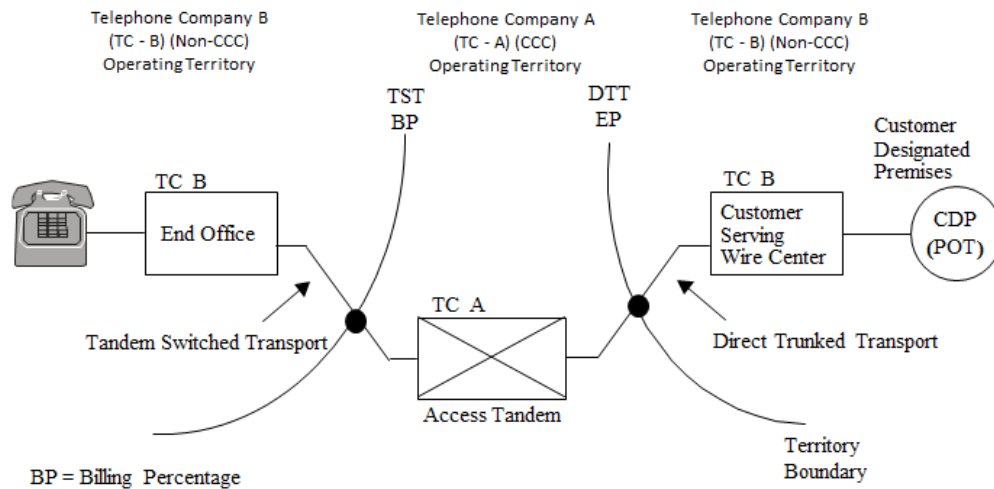 Telephone Company B
(TC - B) (Non-CCC)
Operating Territory
Telephone Company A
(TC - A) (CCC)
Operating Territory
Telephone Company B
(TC - B) (Non-CCC)
Operating Territory
TST
BP
DTT
EP
Customer
Designated
Premises
TC B
End Office
TC B
Customer
Serving
Wire Center
CDP
(POT)
TC A
Tandem Switched Transport
Direct Trunked Transport
Access Tandem
Territory
Boundary
BP = Billing Percentage